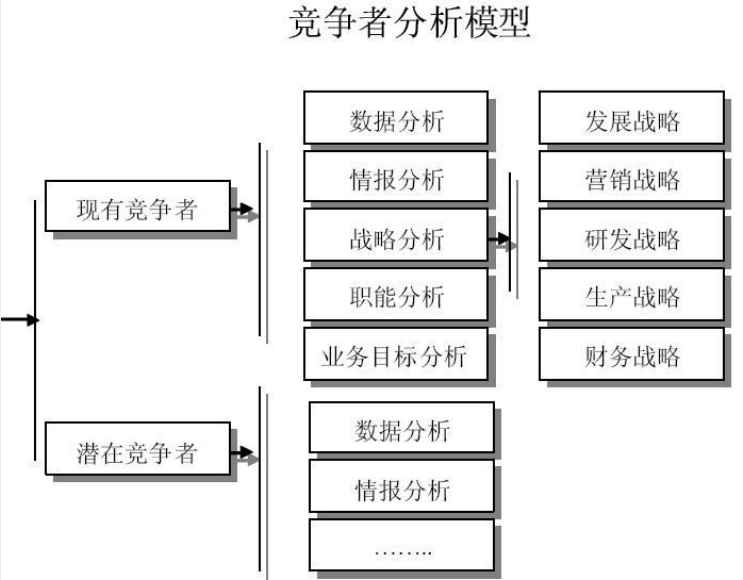 竞争者分析模型
现有竞争者
数据分析
情报分析
战略分析
职能分析
业务目标分析
发展战略
营销战略
研发战略
生产战略
财务战略
潜在竞争者
数据分析
情报分析
……..